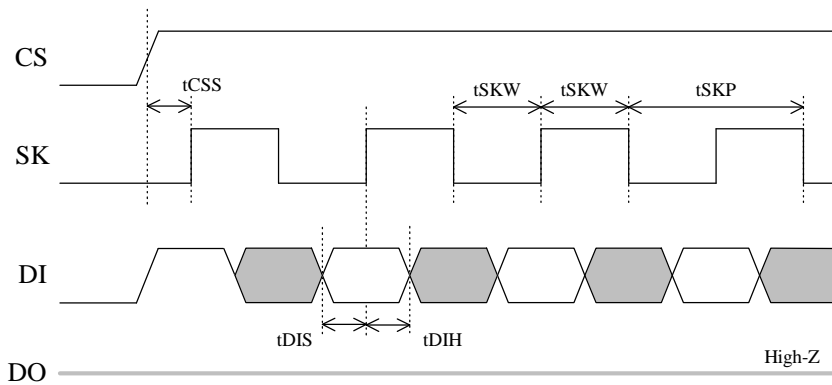 CS
tCSS
tSKW tSKW tSKP
SK
DI
tDIS tDIH
High-Z
DO